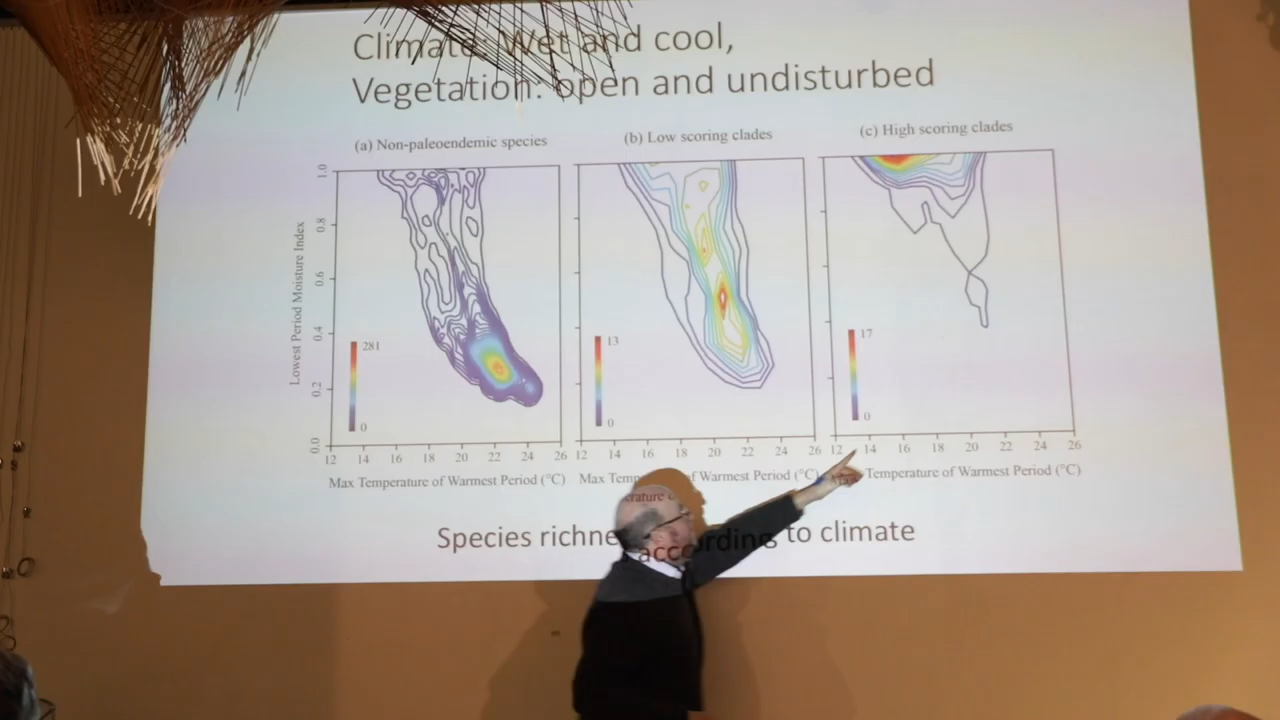 Climate: Wet and cool,
Vegetation: open and undisturbed
(a) Non-paleoendemic species
(b) Low scoring clades
(c) High scoring clades
Lowest Period Moisture Index
1.0
0.8
0.6
0.4
0.2
0.0
281
0
13
0
17
0
12 14 16 18 20 22 24 26
12 14 16 18 20 22 24 26
12 14 16 18 20 22 24 26
Max Temperature of Warmest Period (°C)
Max Temp of Warmest Period (°C)
Max Temperature of Warmest Period (°C)
Species richne according to climate